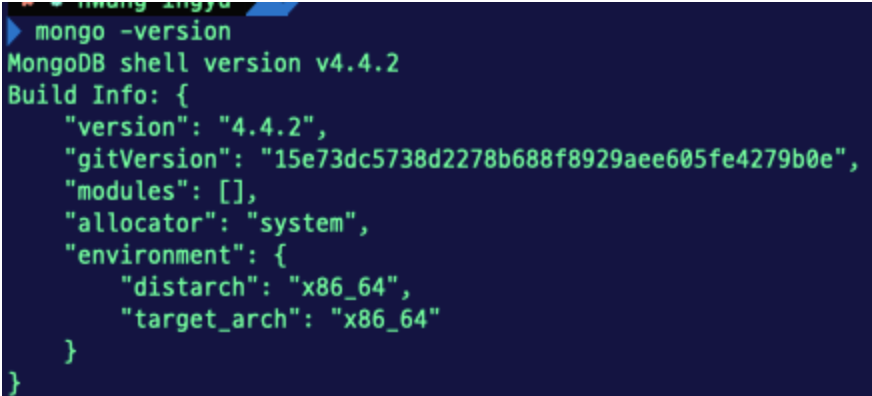 mongo -version
MongoDB shell version v4.4.2
Build Info: {
    "version": "4.4.2",
    "gitVersion": "15e73dc5738d2278b688f8929aee605fe4279b0e",
    "modules": [],
    "allocator": "system",
    "environment": {
        "distarch": "x86_64",
        "target_arch": "x86_64"
    }
}